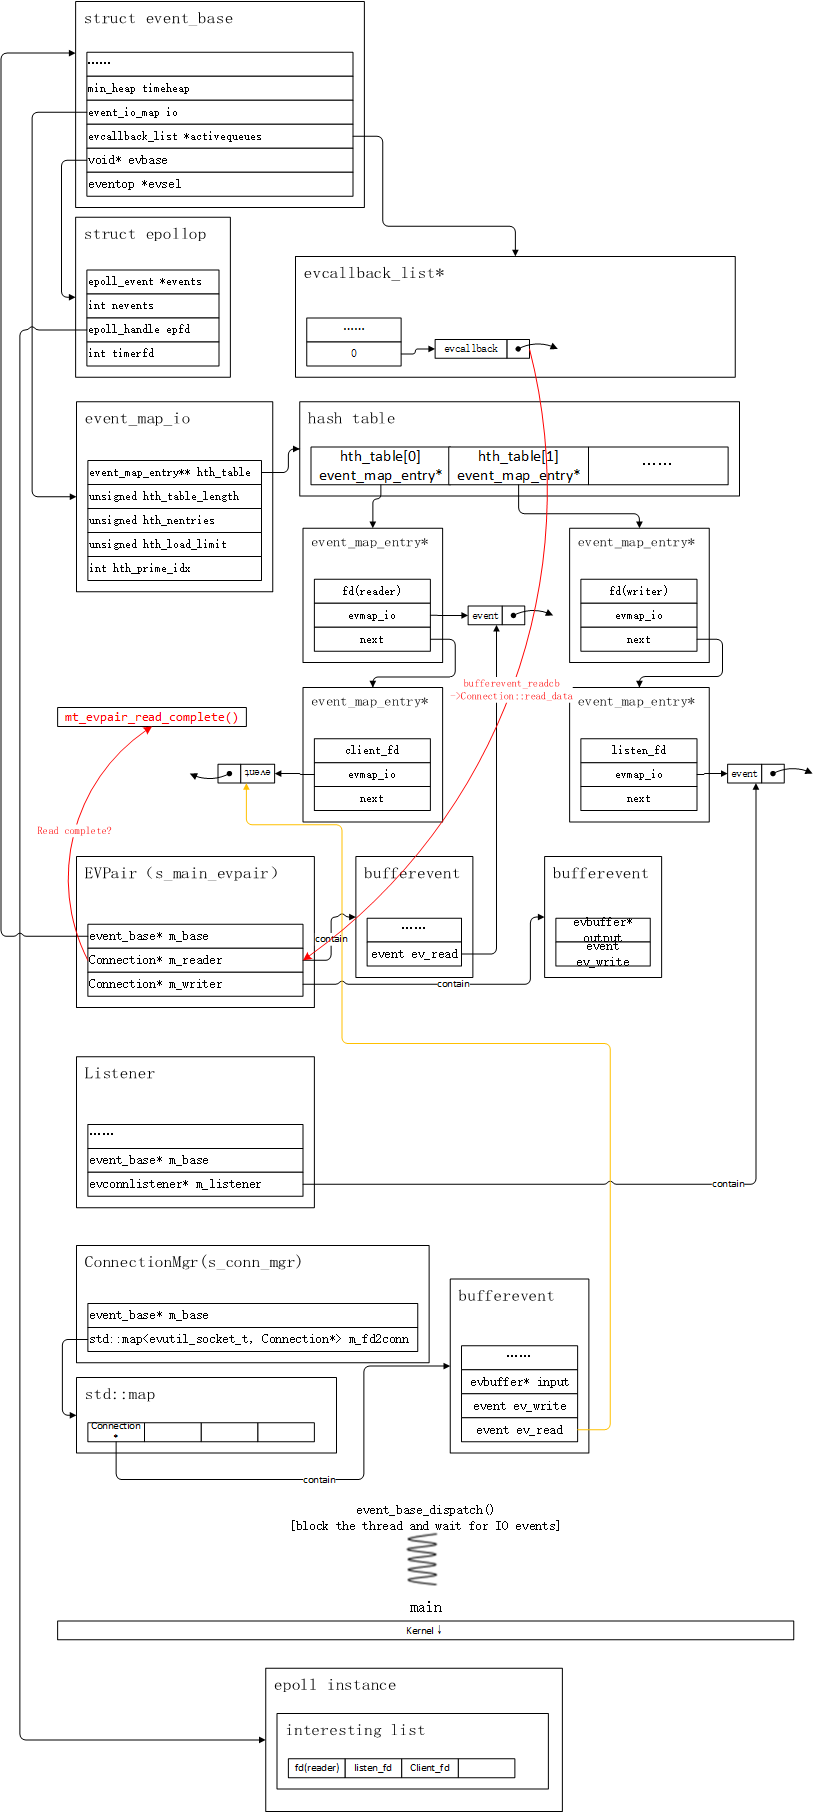 struct event_base
······
min_heap timeheap
event_io_map io
evcallback_list *activequeues
void* evbase
eventop *evsel
struct epollop
epoll_event *events
int nevents
epoll_handle epfd
int timerfd
evcallback_list*
······
0
evcallback
event_map_io
event_map_entry** hth_table
unsigned hth_table_length
unsigned hth_nentries
unsigned hth_load_limit
int hth_prime_idx
hash table
hth_table[0]
event_map_entry*
hth_table[1]
event_map_entry*
······
event_map_entry*
fd(reader)
evmap_io
next
event
event_map_entry*
fd(writer)
evmap_io
next
bufferevent_readcb
->Connection::read_data
event_map_entry*
client_fd
evmap_io
next
event
event_map_entry*
listen_fd
evmap_io
next
event
mt_evpair_read_complete()
Read complete?
EVPair (s_main_evpair)
event_base* m_base
Connection* m_reader
Connection* m_writer
contain
contain
bufferevent
······
event ev_read
bufferevent
evbuffer*
output
event
ev_write
Listener
······
event_base* m_base
evconnlistener* m_listener
contain
ConnectionMgr(s_conn_mgr)
event_base* m_base
std::map<evutil_socket_t, Connection*> m_fd2conn
std::map
Connection
*
contain
bufferevent
······
evbuffer* input
event ev_write
event ev_read
event_base_dispatch()
[block the thread and wait for IO events]
main
Kernel ↓
epoll instance
interesting list
fd(reader)
listen_fd
Client_fd